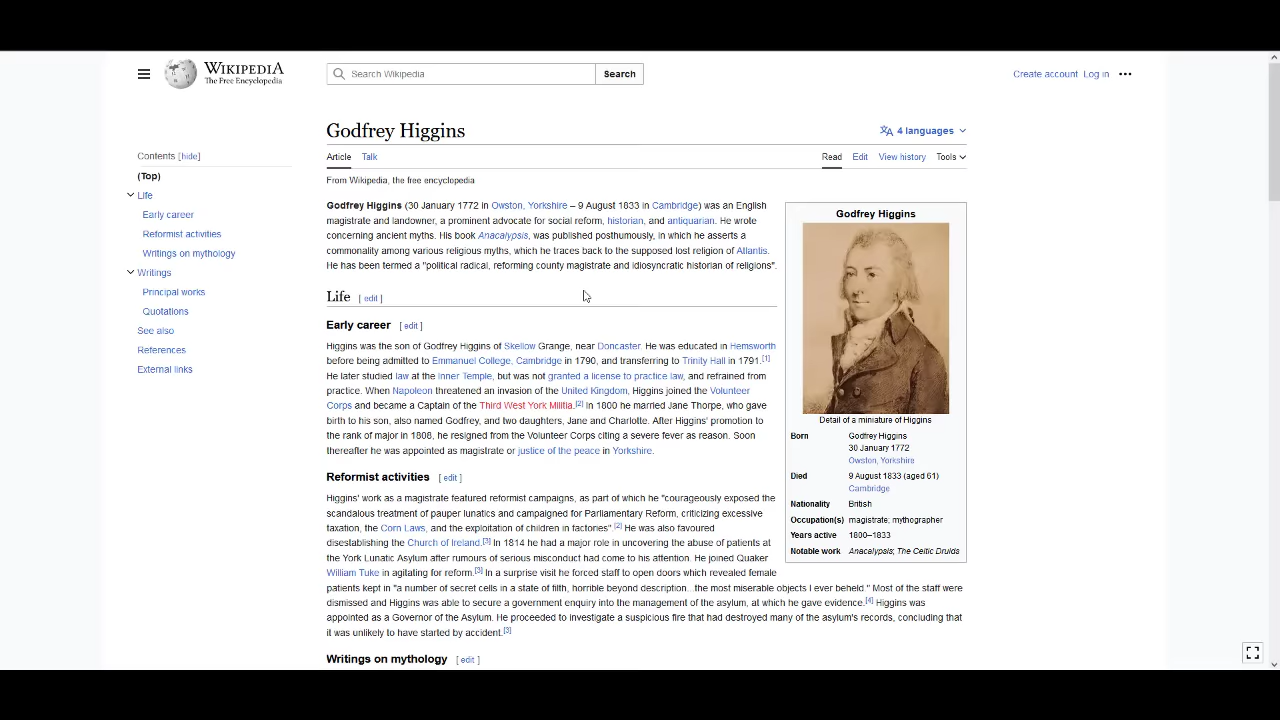 WIKIPEDIA
The Free Encyclopedia
Search Wikipedia
Search
Create account Log in
Godfrey Higgins
4 languages
Article Talk
Read Edit View history Tools
From Wikipedia, the free encyclopedia
Contents [hide]
(Top)
Life
Early career
Reformist activities
Writings on mythology
Writings
Principal works
Quotations
See also
References
External links
Godfrey Higgins (30 January 1772 in Owston, Yorkshire – 9 August 1833 in Cambridge) was an English
magistrate and landowner, a prominent advocate for social reform, historian, and antiquarian. He wrote
concerning ancient myths. His book Anacalypsis, was published posthumously, in which he asserts a
commonality among various religious myths, which he traces back to the supposed lost religion of Atlantis.
He has been termed a "political radical, reforming county magistrate and idiosyncratic historian of religions".
Life [ edit ]
Early career [ edit ]
Higgins was the son of Godfrey Higgins of Skellow Grange, near Doncaster. He was educated in Hemsworth
before being admitted to Emmanuel College, Cambridge in 1790, and transferring to Trinity Hall in 1791.[1]
He later studied law at the Inner Temple, but was not granted a license to practice law, and refrained from
practice. When Napoleon threatened an invasion of the United Kingdom, Higgins joined the Volunteer
Corps and became a Captain of the Third West York Militia.[2] In 1800 he married Jane Thorpe, who gave
birth to his son, also named Godfrey, and two daughters, Jane and Charlotte. After Higgins' promotion to
the rank of major in 1808, he resigned from the Volunteer Corps citing a severe fever as reason. Soon
thereafter he was appointed as magistrate or justice of the peace in Yorkshire.
Reformist activities [ edit ]
Higgins' work as a magistrate featured reformist campaigns, as part of which he "courageously exposed the
scandalous treatment of pauper lunatics and campaigned for Parliamentary Reform, criticizing excessive
taxation, the Corn Laws, and the exploitation of children in factories" [2] He was also favoured
disestablishing the Church of Ireland.[3] In 1814 he had a major role in uncovering the abuse of patients at
the York Lunatic Asylum after rumours of serious misconduct had come to his attention. He joined Quaker
William Tuke in agitating for reform.[3] In a surprise visit he forced staff to open doors which revealed female
patients kept in "a number of secret cells in a state of filth, horrible beyond description...the most miserable objects I ever beheld." Most of the staff were
dismissed and Higgins was able to secure a government enquiry into the management of the asylum, at which he gave evidence.[4] Higgins was
appointed as a Governor of the Asylum. He proceeded to investigate a suspicious fire that had destroyed many of the asylum's records, concluding that
it was unlikely to have started by accident.[3]
Writings on mythology [ edit ]
Godfrey Higgins
Detail of a miniature of Higgins
Born Godfrey Higgins
30 January 1772
Owston, Yorkshire
Died 9 August 1833 (aged 61)
Cambridge
Nationality British
Occupation(s) magistrate; mythographer
Years active 1800–1833
Notable work Anacalypsis; The Celtic Druids